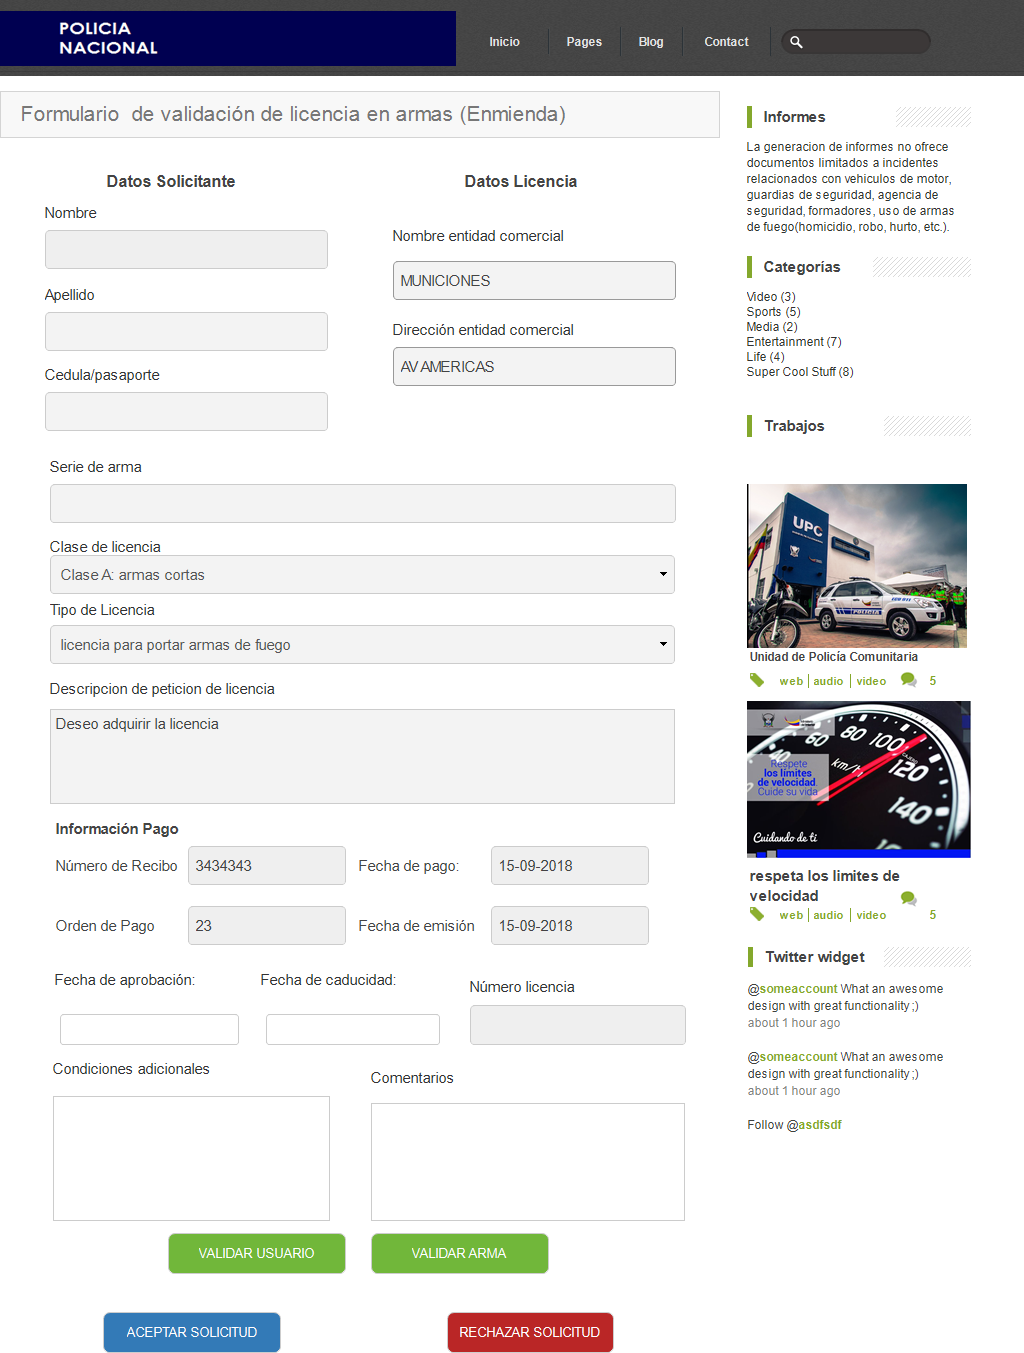 POLICIA
NACIONAL
Inicio
Pages
Blog
Contact
Formulario de validación de licencia en armas (Enmienda)
Datos Solicitante
Nombre
Apellido
Cedula/pasaporte
Datos Licencia
Nombre entidad comercial
MUNICIONES
Dirección entidad comercial
AV AMERICAS
Serie de arma
Clase de licencia
Clase A: armas cortas
Tipo de Licencia
licencia para portar armas de fuego
Descripcion de peticion de licencia
Deseo adquirir la licencia
Información Pago
Número de Recibo
3434343
Fecha de pago:
15-09-2018
Orden de Pago
23
Fecha de emisión
15-09-2018
Fecha de aprobación:
Fecha de caducidad:
Número licencia
Condiciones adicionales
Comentarios
VALIDAR USUARIO
VALIDAR ARMA
ACEPTAR SOLICITUD
RECHAZAR SOLICITUD
Informes
La generacion de informes no ofrece
documentos limitados a incidentes
relacionados con vehiculos de motor,
guardias de seguridad, agencia de
seguridad, formadores, uso de armas
de fuego(homicidio, robo, hurto, etc.).
Categorías
Video (3)
Sports (5)
Media (2)
Entertainment (7)
Life (4)
Super Cool Stuff (8)
Trabajos
UPC
POLICIA
Unidad de Policía Comunitaria
web
audio
video
5
60
80
100
120
140
km/h
Respete
los límites
de velocidad.
Cuide su vida
Cuidando de ti
respeta los limites de
velocidad
web
audio
video
5
Twitter widget
@someaccount What an awesome
design with great functionality ;)
about 1 hour ago
@someaccount What an awesome
design with great functionality ;)
about 1 hour ago
Follow @asdfsdf